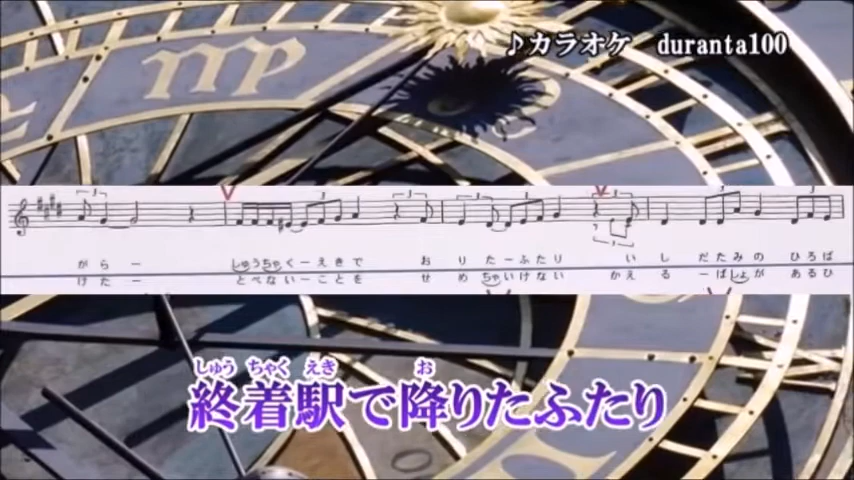 ♪カラオケ duranta100
がらー しゅうちゃくーえきで おりたーふたり いし だたみの ひろば
けたー とべないーことを せめちゃいけない かえる ーばしょが あるひ
しゅう ちゃく えき お
終着駅で降りたふたり